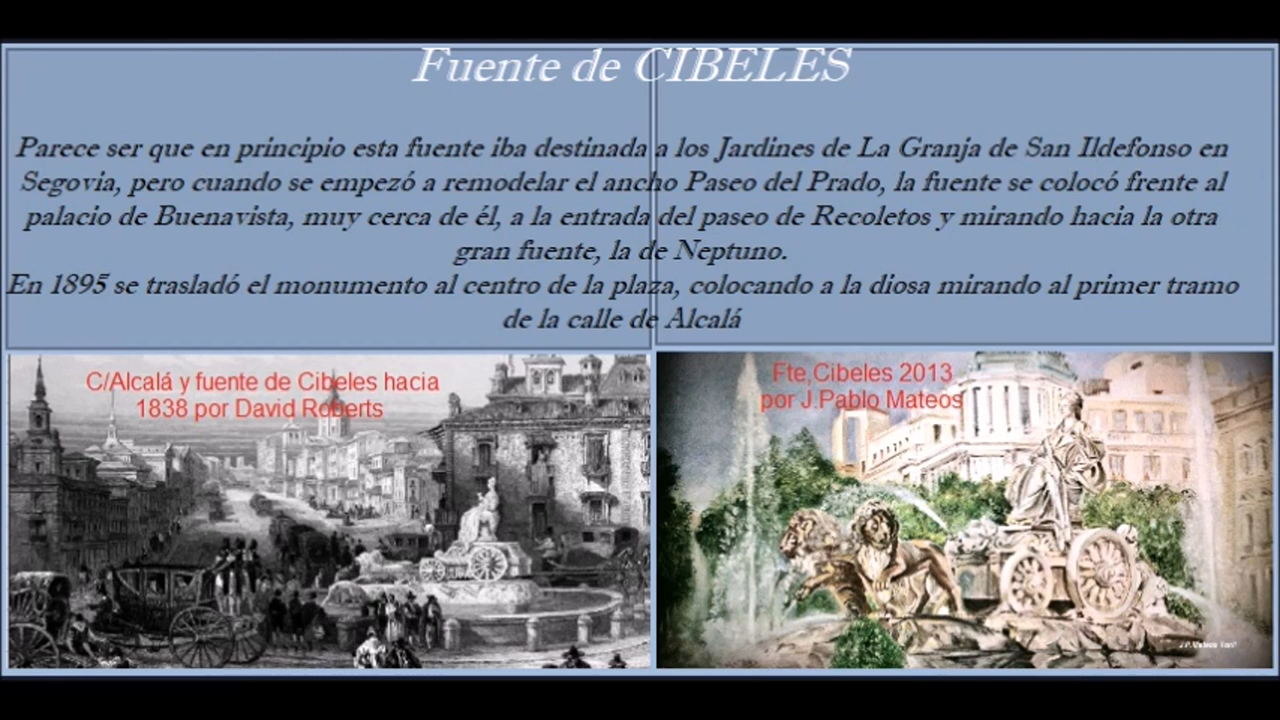 Fuente de CIBELES
Parece ser que en principio esta fuente iba destinada a los Jardines de La Granja de San Ildefonso en
Segovia, pero cuando se empezó a remodelar el ancho Paseo del Prado, la fuente se colocó frente al
palacio de Buenavista, muy cerca de él, a la entrada del paseo de Recoletos y mirando hacia la otra
gran fuente, la de Neptuno.
En 1895 se trasladó el monumento al centro de la plaza, colocando a la diosa mirando al primer tramo
de la calle de Alcalá
C/Alcalá y fuente de Cibeles hacia
1838 por David Roberts
Fte,Cibeles 2013
por J.Pablo Mateos